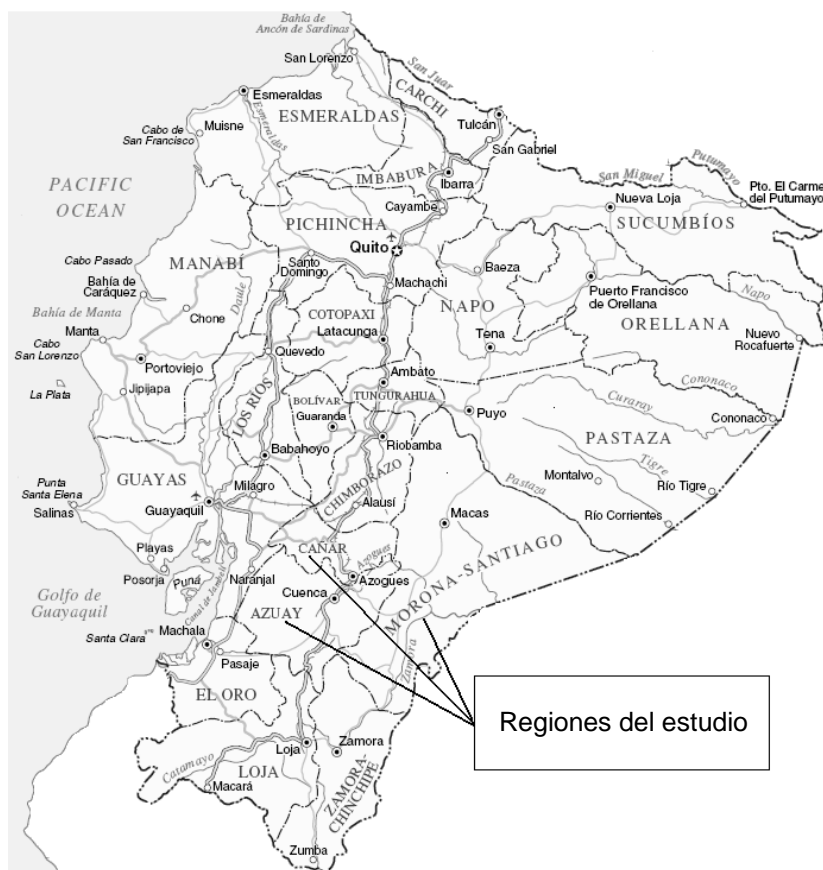 Bahía de
Ancón de Sardinas
San Lorenzo
San Juan
CARCHI
Esmeraldas
Esmeraldas
ESMERALDAS
Tulcán
San Gabriel
Cabo de
San Francisco
Muisne
IMBABURA
Ibarra
San Miguel
Putumayo
PACIFIC
OCEAN
Cayambe
Nueva Loja
Pto. El Carmen
del Putumayo
PICHINCHA
SUCUMBÍOS
Quito
Cabo Pasado
MANABÍ
Santo
Domingo
Baeza
Machachi
Bahía de
Caráquez
Daule
Puerto Francisco
de Orellana
COTOPAXI
NAPO
Napo
Bahía de Manta
Chone
Latacunga
ORELLANA
Manta
Tena
Nuevo
Rocafuerte
Cabo
San Lorenzo
Quevedo
Portoviejo
Ambato
Cononaco
La Plata
Jipijapa
LOS RÍOS
BOLÍVAR
TUNGURAHUA
Curaray
Guaranda
Puyo
Cononaco
Babahoyo
Riobamba
PASTAZA
GUAYAS
Tigre
Punta
Santa Elena
Milagro
CHIMBORAZO
Pastaza
Montalvo
Río Tigre
Salinas
Guayaquil
Alausí
Macas
Río Corrientes
Playas
CAÑAR
Azogues
Posorja
Puná
Naranjal
Azogues
MORONA-SANTIAGO
Golfo de
Guayaquil
Canal de Jambelí
Cuenca
AZUAY
Santa Clara
Machala
Zamora
Pasaje
EL ORO
Regiones del estudio
Loja
Zamora
Catamayo
LOJA
Macará
ZAMORA-
CHINCHIPE
Zumba